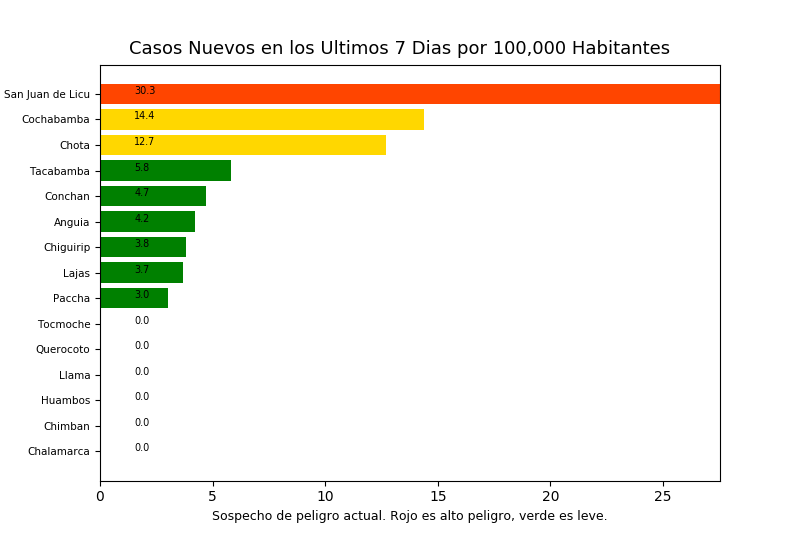 Casos Nuevos en los Ultimos 7 Dias por 100,000 Habitantes
San Juan de Licu 30.3
Cochabamba 14.4
Chota 12.7
Tacabamba 5.8
Conchan 4.7
Anguia 4.2
Chiguirip 3.8
Lajas 3.7
Paccha 3.0
Tocmoche 0.0
Querocoto 0.0
Llama 0.0
Huambos 0.0
Chimban 0.0
Chalamarca 0.0
0 5 10 15 20 25
Sospecho de peligro actual. Rojo es alto peligro, verde es leve.